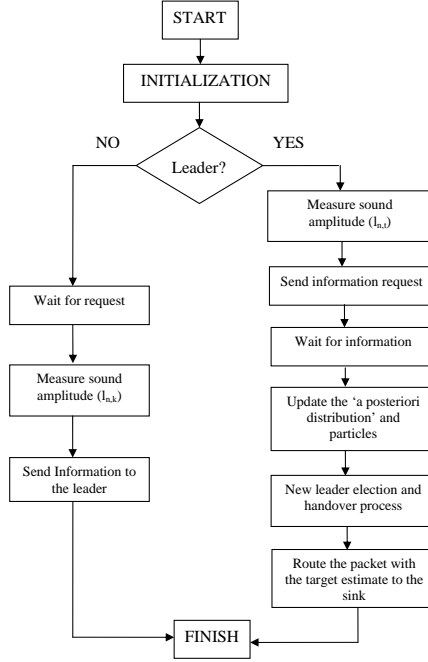 START
INITIALIZATION
NO
YES
Leader?
Measure sound
amplitude (ln,t)
Send information request
Wait for information
Update the ‘a posteriori
distribution’ and
particles
New leader election and
handover process
Route the packet with
the target estimate to the
sink
Wait for request
Measure sound
amplitude (ln,k)
Send Information to
the leader
FINISH